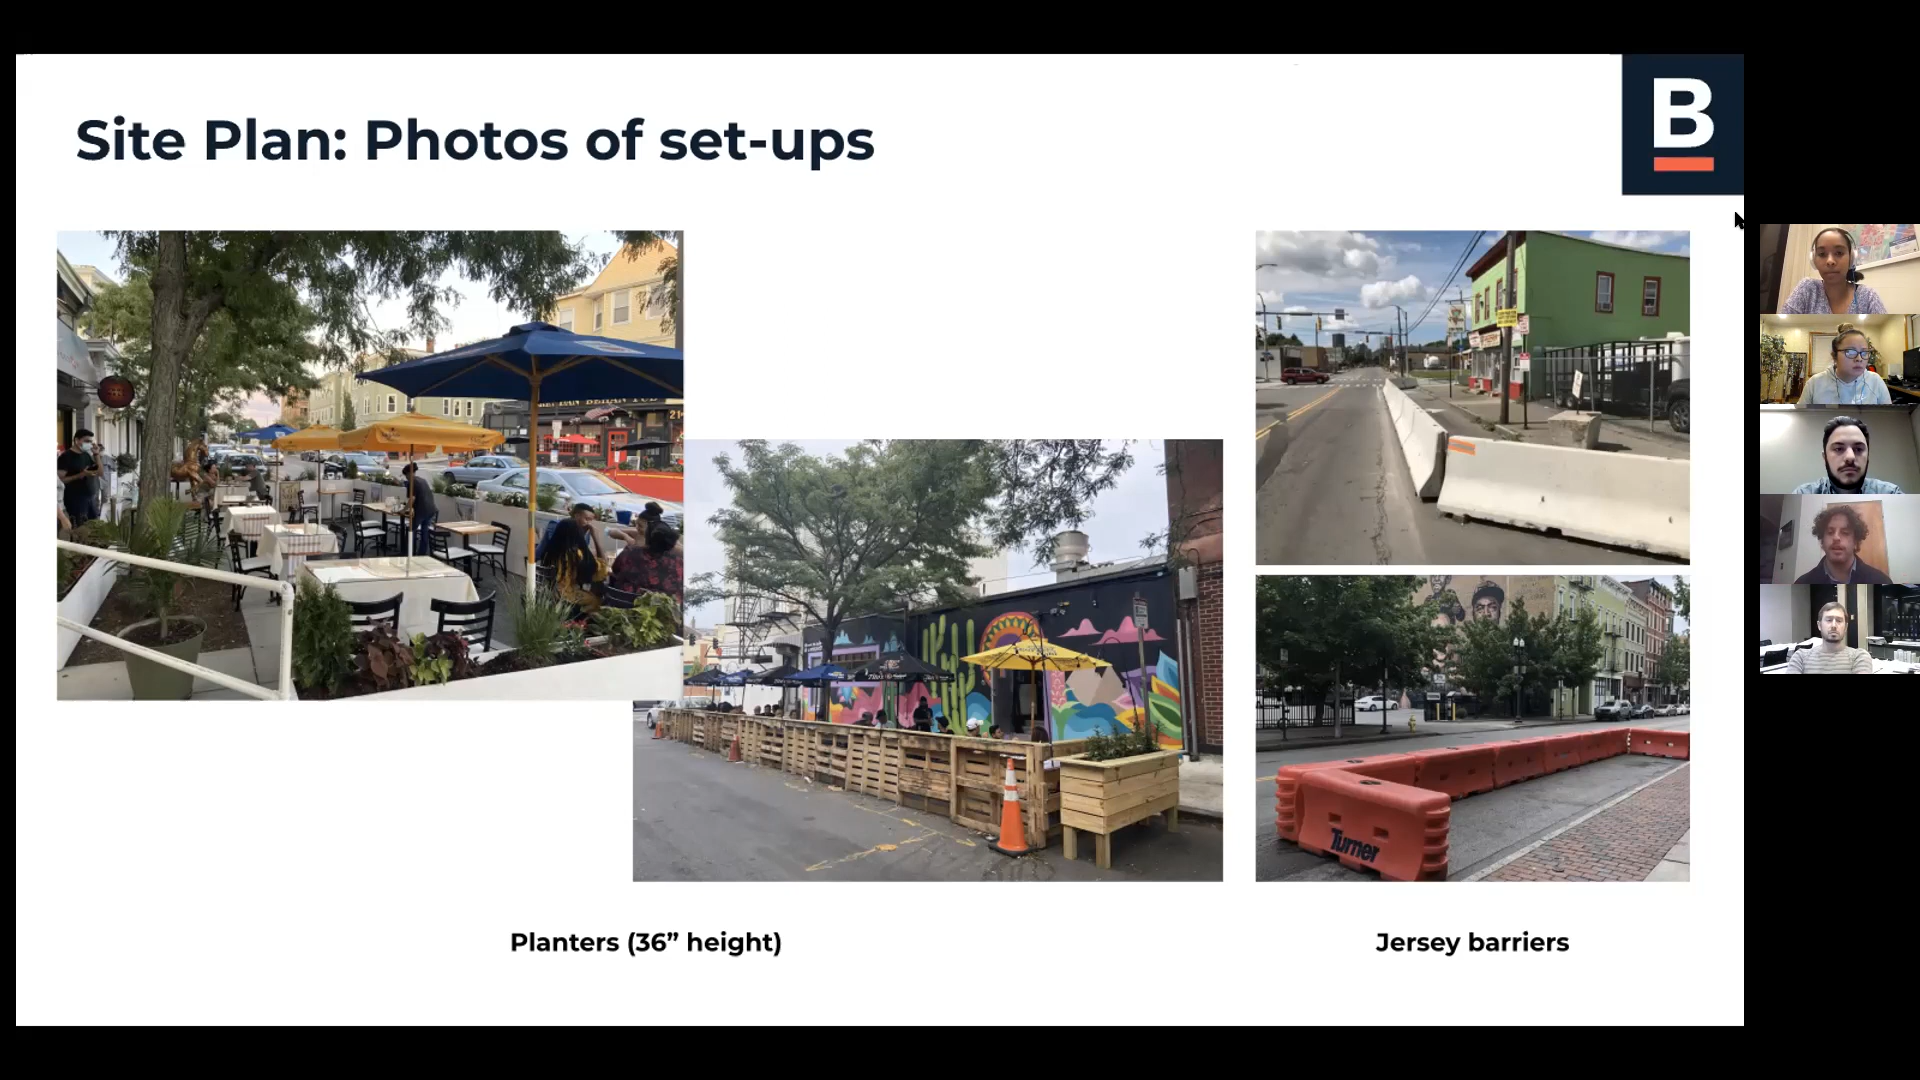 Site Plan: Photos of set-ups
B
Turner
Planters (36” height)
Jersey barriers